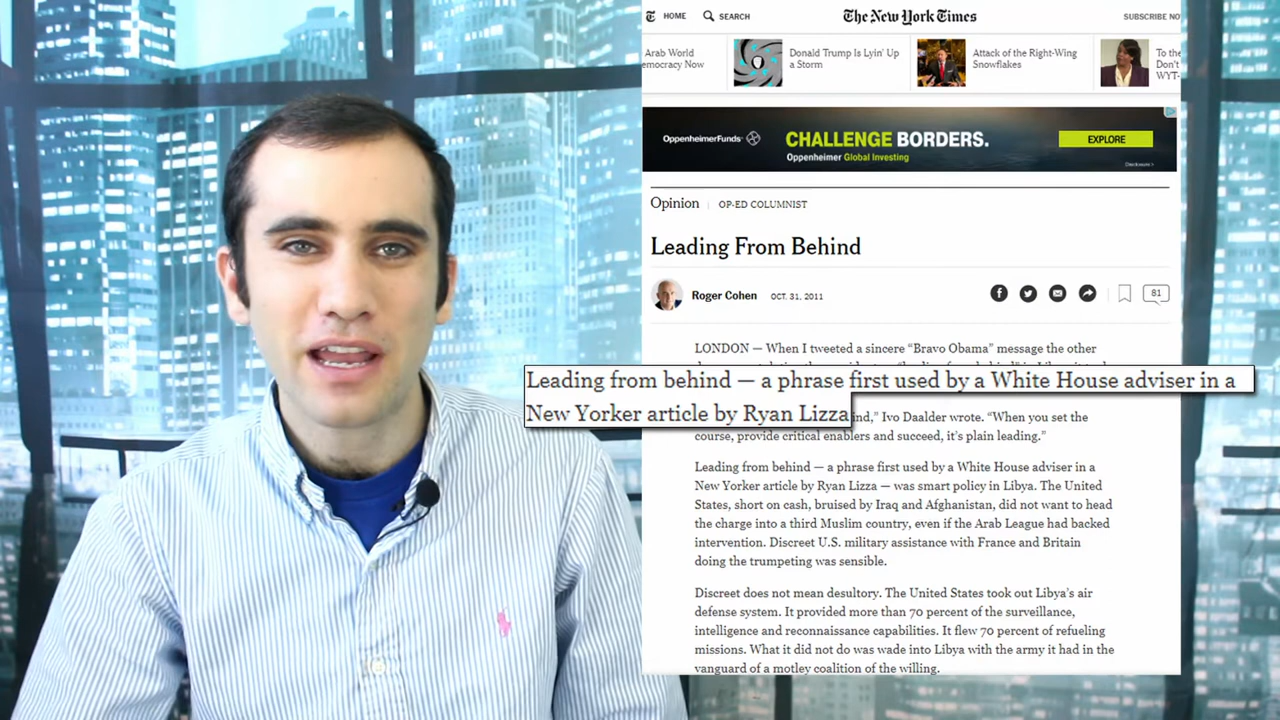 HOME SEARCH The New York Times SUBSCRIBE NO
Arab World
emocracy Now
Donald Trump Is Lyin' Up
a Storm
Attack of the Right-Wing
Snowflakes
To the
Don't
WYT-
OppenheimerFunds
CHALLENGE BORDERS.
Oppenheimer Global Investing
EXPLORE
Opinion | OP-ED COLUMNIST
Leading From Behind
Roger Cohen OCT. 31, 2011
81
LONDON — When I tweeted a sincere “Bravo Obama” message the other
Leading from behind — a phrase first used by a White House adviser in a
New Yorker article by Ryan Lizza
ind,” Ivo Daalder wrote. “When you set the
course, provide critical enablers and succeed, it’s plain leading.”
Leading from behind — a phrase first used by a White House adviser in a
New Yorker article by Ryan Lizza — was smart policy in Libya. The United
States, short on cash, bruised by Iraq and Afghanistan, did not want to head
the charge into a third Muslim country, even if the Arab League had backed
intervention. Discreet U.S. military assistance with France and Britain
doing the trumpeting was sensible.
Discreet does not mean desultory. The United States took out Libya’s air
defense system. It provided more than 70 percent of the surveillance,
intelligence and reconnaissance capabilities. It flew 70 percent of refueling
missions. What it did not do was wade into Libya with the army it had in the
vanguard of a motley coalition of the willing.